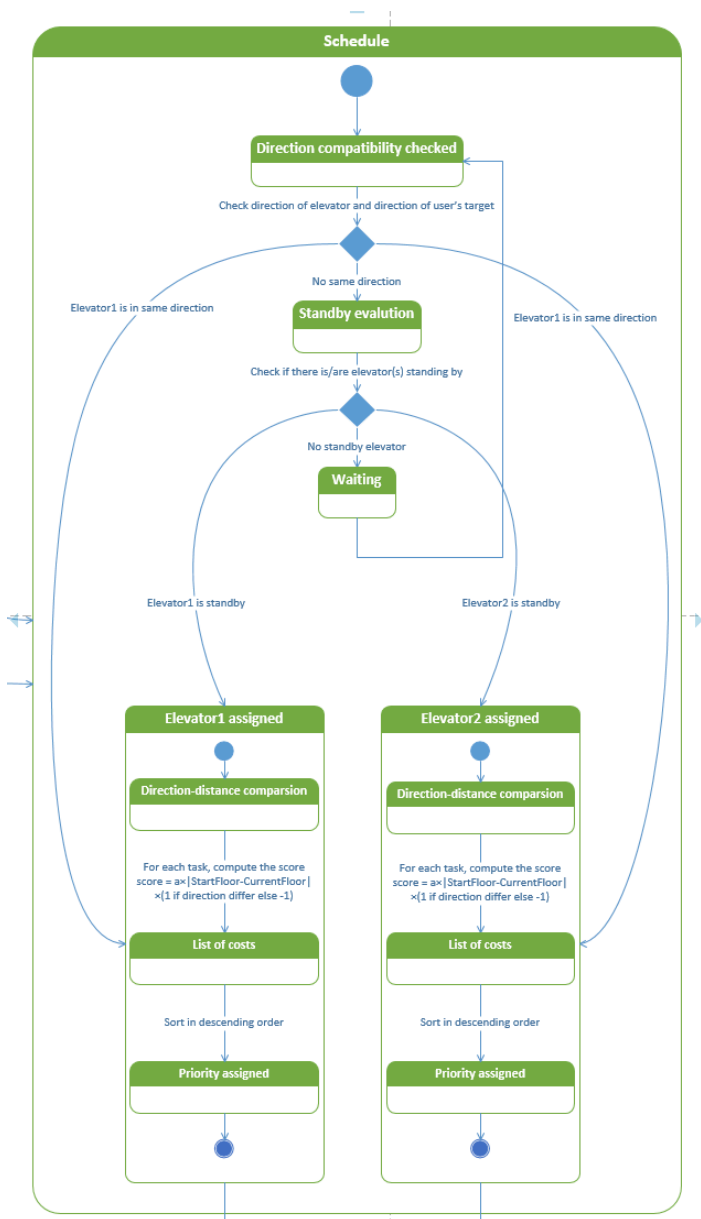 Schedule
Direction compatibility checked
Check direction of elevator and direction of user's target
No same direction
Elevator1 is in same direction
Elevator1 is in same direction
Standby evalution
Check if there is/are elevator(s) standing by
No standby elevator
Waiting
Elevator1 is standby
Elevator2 is standby
Elevator1 assigned
Direction-distance comparsion
For each task, compute the score
score = a×|StartFloor-CurrentFloor|
×(1 if direction differ else -1)
List of costs
Sort in descending order
Priority assigned
Elevator2 assigned
Direction-distance comparsion
For each task, compute the score
score = a×|StartFloor-CurrentFloor|
×(1 if direction differ else -1)
List of costs
Sort in descending order
Priority assigned